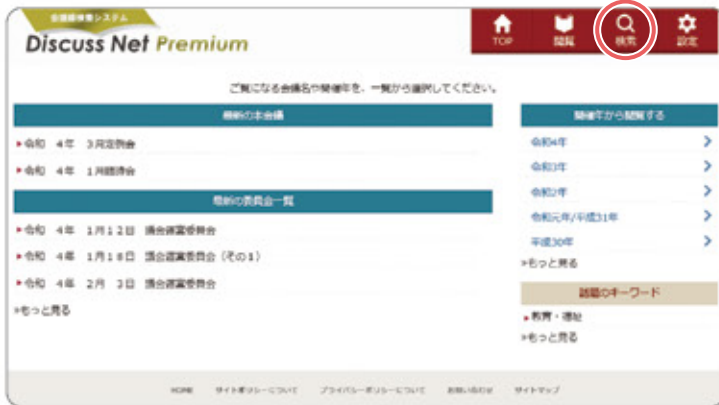 会議録検索システム
Discuss Net Premium
TOP
閲覧
検索
設定
ご覧になる会議名や開催年を、一覧から選択してください。
最新の本会議
令和 4年 3月定例会
令和 4年 1月臨時会
最新の委員会一覧
令和 4年 1月12日 議会運営委員会
令和 4年 1月18日 議会運営委員会(その1)
令和 4年 2月 3日 議会運営委員会
»もっと見る
開催年から閲覧する
令和4年
令和3年
令和2年
令和元年/平成31年
平成30年
»もっと見る
話題のキーワード
教育・福祉
»もっと見る
HOME サイトポリシーについて プライバシーポリシーについて お問い合わせ サイトマップ